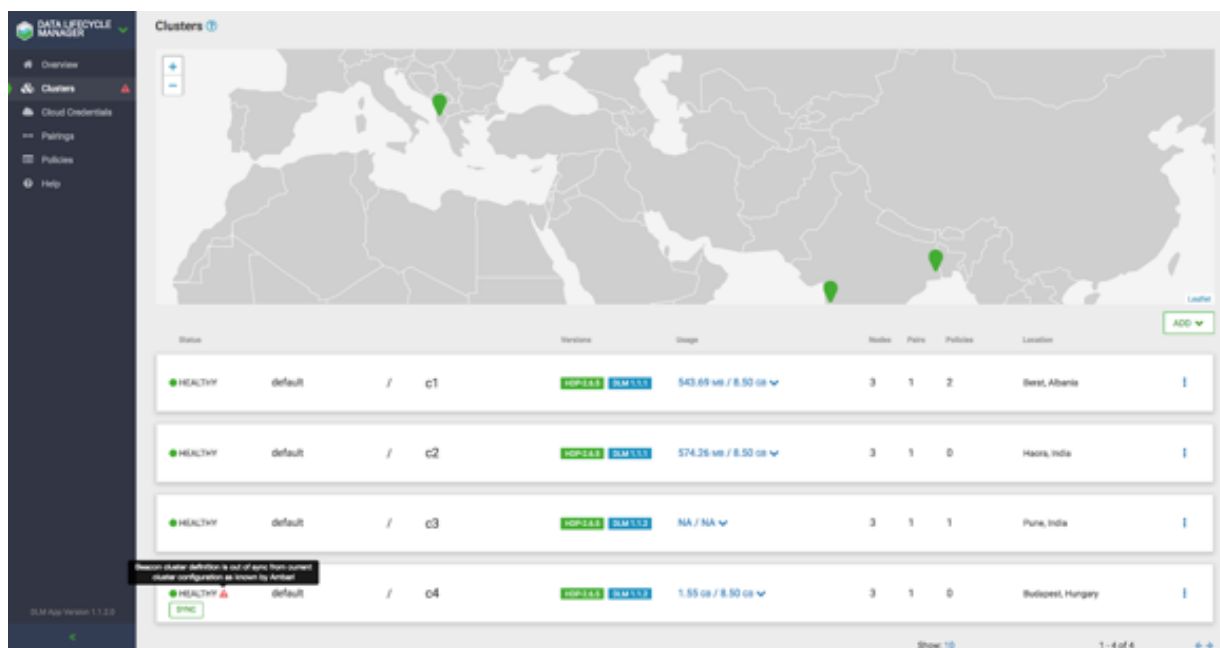 DATA LIFECYCLE
MANAGER
Clusters
Overview
Clusters
Cloud Credentials
Pairings
Policies
Help
+
−
Leaflet
ADD
Status Versions Usage Nodes Pairs Policies Location
HEALTHY default / c1 HDP-2.6.5 DLM 1.1.1 543.69 MB / 8.50 GB 3 1 2 Berat, Albania
HEALTHY default / c2 HDP-2.6.5 DLM 1.1.1 574.26 MB / 8.50 GB 3 1 0 Haora, India
HEALTHY default / c3 HDP-2.6.5 DLM 1.1.2 NA / NA 3 1 1 Pune, India
Beacon cluster definition is out of sync from current
cluster configuration as known by Ambari
HEALTHY default / c4 HDP-2.6.5 DLM 1.1.2 1.55 GB / 8.50 GB 3 1 0 Budapest, Hungary
SYNC
DLM App Version 1.1.2.0
Show: 10 1 - 4 of 4